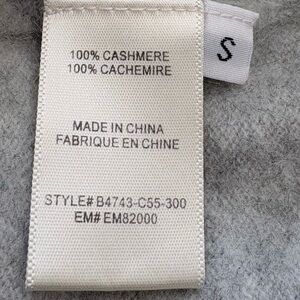 100% CASHMERE
100% CACHEMIRE
S
MADE IN CHINA
FABRIQUE EN CHINE
STYLE# B4743-C55-300
EM# EM82000